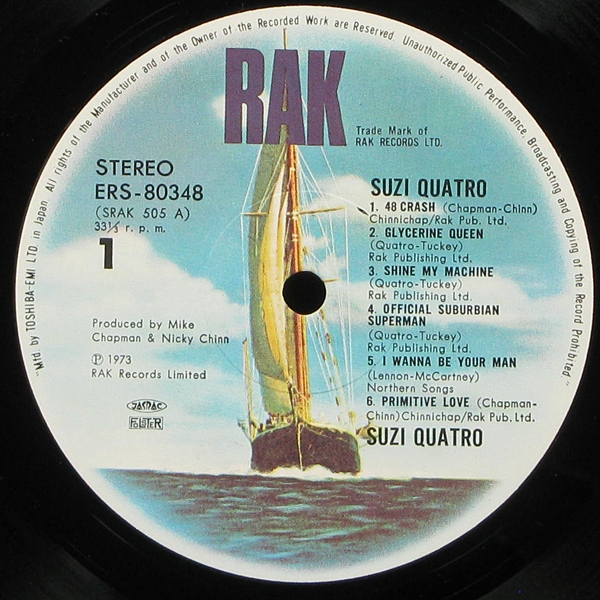 "Mfd by TOSHIBA-EMI LTD. in Japan. All rights of the Manufacturer and of the Owner of the Recorded Work are Reserved. Unauthorized Public Performance, Broadcasting and Copying of the Record Prohibited"
RAK
Trade Mark of
RAK RECORDS LTD.
STEREO
ERS-80348
(SRAK 505 A)
33⅓ r. p. m.
1
Produced by Mike
Chapman & Nicky Chinn
Ⓟ 1973
RAK Records Limited
JASRAC
POLISTER
SUZI QUATRO
1. 48 CRASH (Chapman-Chinn)
Chinnichap/Rak Pub. Ltd.
2. GLYCERINE QUEEN
(Quatro-Tuckey)
Rak Publishing Ltd.
3. SHINE MY MACHINE
(Quatro-Tuckey)
Rak Publishing Ltd.
4. OFFICIAL SUBURBIAN
SUPERMAN
(Quatro-Tuckey)
Rak Publishing Ltd.
5. I WANNA BE YOUR MAN
(Lennon-McCartney)
Northern Songs
6. PRIMITIVE LOVE (Chapman-
Chinn)Chinnichap/Rak Pub. Ltd.
SUZI QUATRO